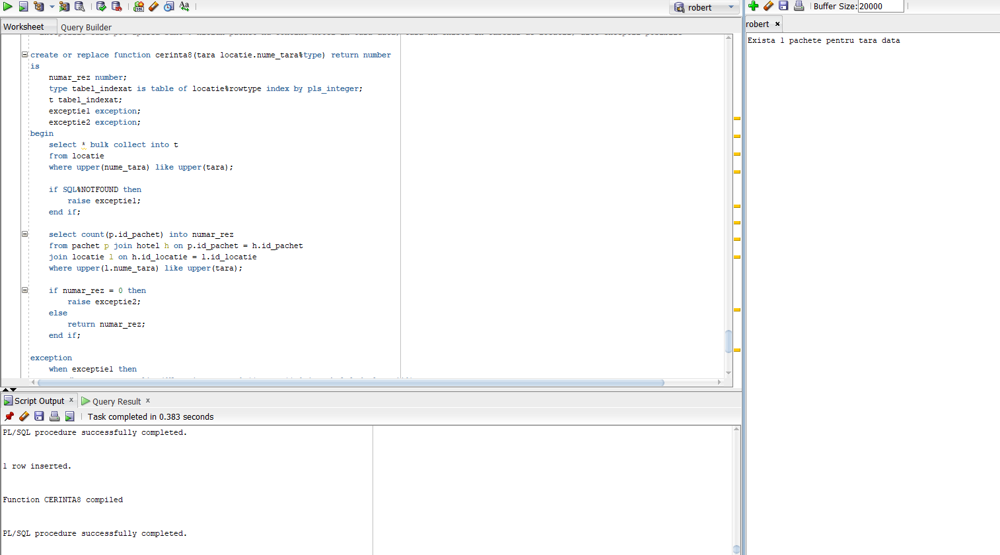 robert
Buffer Size: 20000
Worksheet Query Builder
robert
create or replace function cerinta8(tara locatie.nume_tara%type) return number
is
numar_rez number;
type tabel_indexat is table of locatie%rowtype index by pls_integer;
t tabel_indexat;
exceptie1 exception;
exceptie2 exception;
begin
select * bulk collect into t
from locatie
where upper(nume_tara) like upper(tara);
if SQL%NOTFOUND then
raise exceptie1;
end if;
select count(p.id_pachet) into numar_rez
from pachet p join hotel h on p.id_pachet = h.id_pachet
join locatie l on h.id_locatie = l.id_locatie
where upper(l.nume_tara) like upper(tara);
if numar_rez = 0 then
raise exceptie2;
else
return numar_rez;
end if;
exception
when exceptie1 then
Script Output Query Result
Task completed in 0.383 seconds
PL/SQL procedure successfully completed.
1 row inserted.
Function CERINTA8 compiled
PL/SQL procedure successfully completed.
Exista 1 pachete pentru tara data